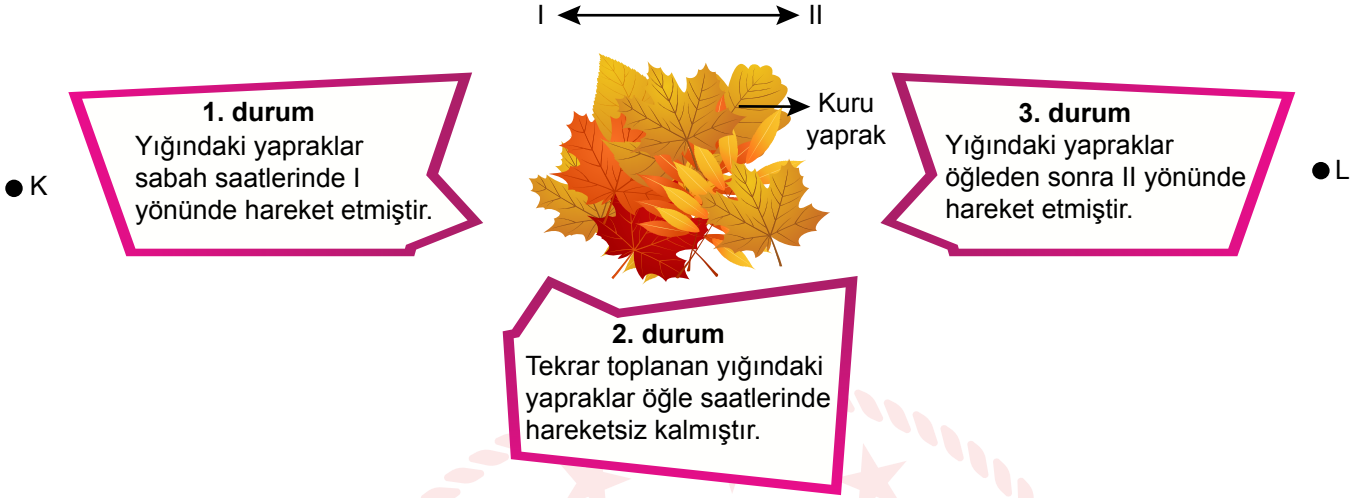 I II
1. durum
Yığındaki yapraklar
sabah saatlerinde I
yönünde hareket etmiştir.
K
Kuru
yaprak
3. durum
Yığındaki yapraklar
öğleden sonra II yönünde
hareket etmiştir.
L
2. durum
Tekrar toplanan yığındaki
yapraklar öğle saatlerinde
hareketsiz kalmıştır.